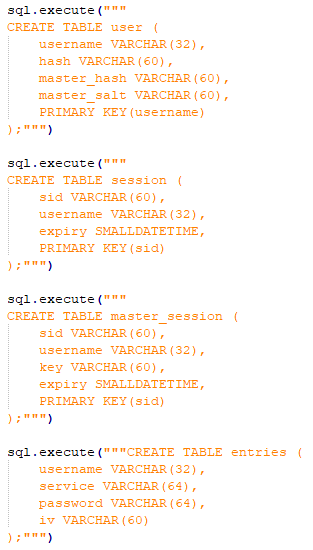 sql.execute("""
CREATE TABLE user (
    username VARCHAR(32),
    hash VARCHAR(60),
    master_hash VARCHAR(60),
    master_salt VARCHAR(60),
    PRIMARY KEY(username)
);""")
sql.execute("""
CREATE TABLE session (
    sid VARCHAR(60),
    username VARCHAR(32),
    expiry SMALLDATETIME,
    PRIMARY KEY(sid)
);""")
sql.execute("""
CREATE TABLE master_session (
    sid VARCHAR(60),
    username VARCHAR(32),
    key VARCHAR(60),
    expiry SMALLDATETIME,
    PRIMARY KEY(sid)
);""")
sql.execute("""CREATE TABLE entries (
    username VARCHAR(32),
    service VARCHAR(64),
    password VARCHAR(64),
    iv VARCHAR(60)
);""")